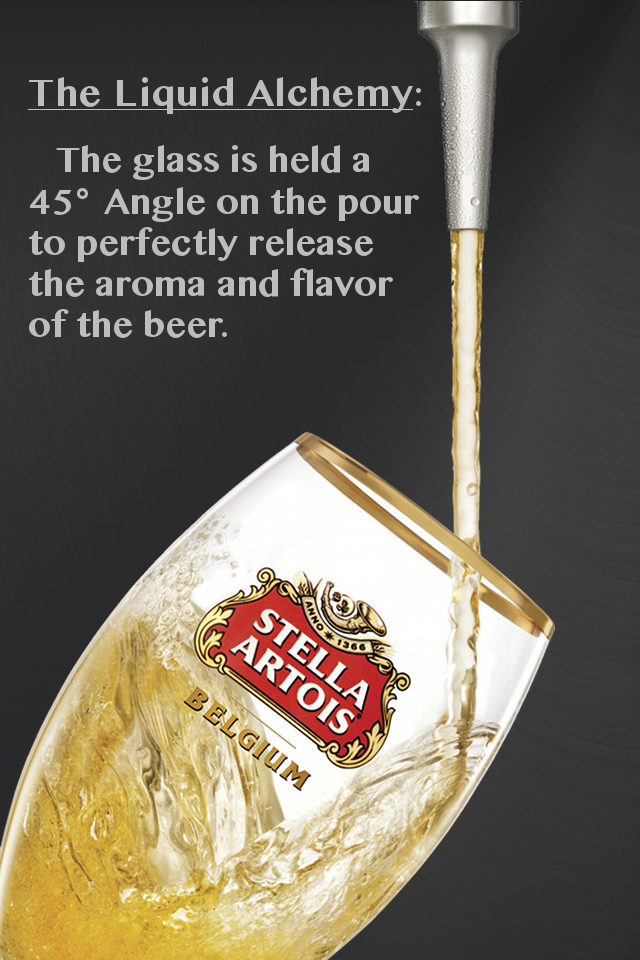 The Liquid Alchemy:
The glass is held a
45° Angle on the pour
to perfectly release
the aroma and flavor
of the beer.
ANNO ✷ 1366
STELLA
ARTOIS
BELGIUM